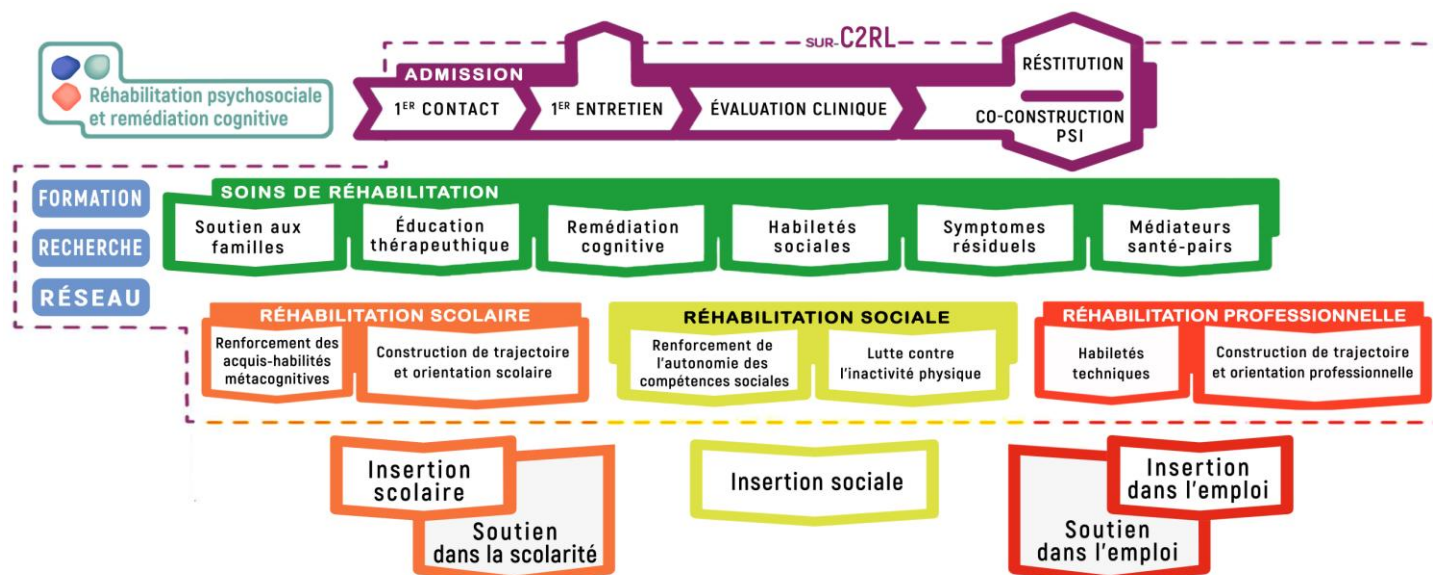 SUR-C2RL
Réhabilitation psychosociale
et remédiation cognitive
ADMISSION
1ER CONTACT
1ER ENTRETIEN
ÉVALUATION CLINIQUE
RÉSTITUTION
CO-CONSTRUCTION
PSI
FORMATION
RECHERCHE
RÉSEAU
SOINS DE RÉHABILITATION
Soutien aux
familles
Éducation
thérapeuthique
Remédiation
cognitive
Habiletés
sociales
Symptomes
résiduels
Médiateurs
santé-pairs
RÉHABILITATION SCOLAIRE
Renforcement des
acquis-habilités
métacognitives
Construction de trajectoire
et orientation scolaire
RÉHABILITATION SOCIALE
Renforcement de
l'autonomie des
compétences sociales
Lutte contre
l'inactivité physique
RÉHABILITATION PROFESSIONNELLE
Habiletés
techniques
Construction de trajectoire
et orientation professionnelle
Insertion
scolaire
Soutien
dans la scolarité
Insertion sociale
Insertion
dans l'emploi
Soutien
dans l'emploi